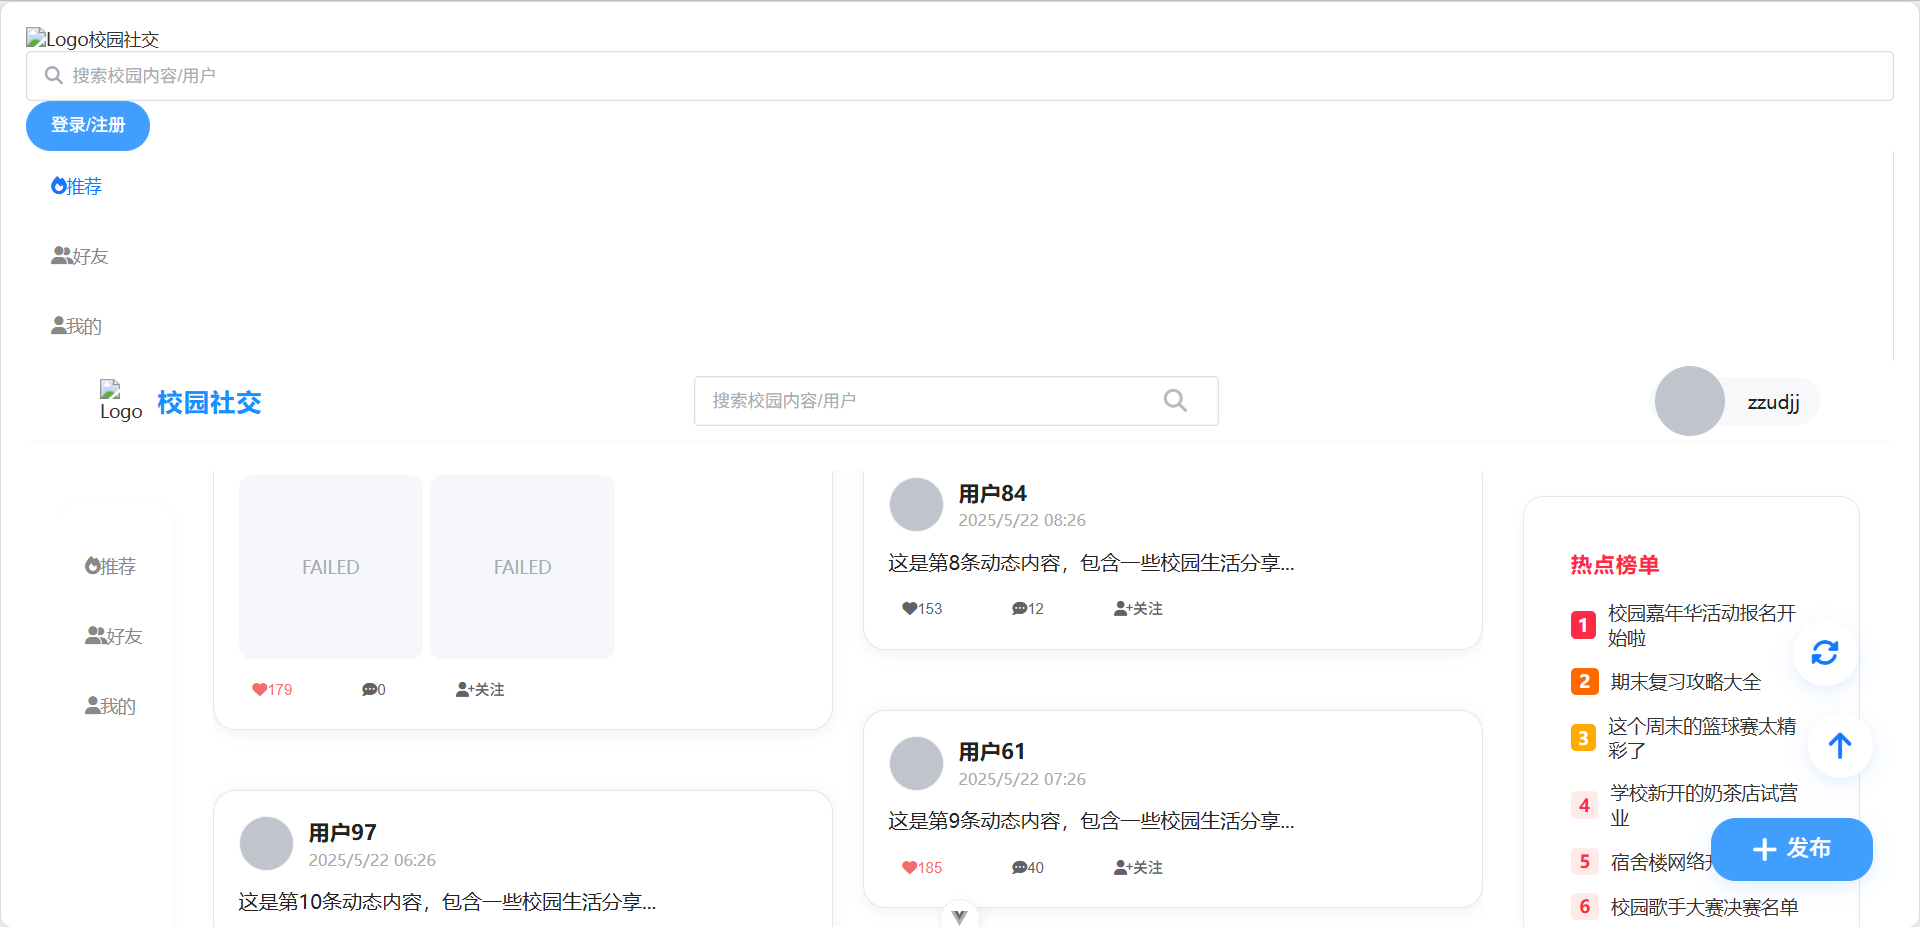 Logo校园社交
搜索校园内容/用户
登录/注册
推荐
好友
我的
Logo
校园社交
搜索校园内容/用户
zzudjj
推荐
好友
我的
FAILED
FAILED
179
0
+关注
用户97
2025/5/22 06:26
这是第10条动态内容，包含一些校园生活分享...
用户84
2025/5/22 08:26
这是第8条动态内容，包含一些校园生活分享...
153
12
+关注
用户61
2025/5/22 07:26
这是第9条动态内容，包含一些校园生活分享...
185
40
+关注
热点榜单
1 校园嘉年华活动报名开
始啦
2 期末复习攻略大全
3 这个周末的篮球赛太精
彩了
4 学校新开的奶茶店试营
业
5 宿舍楼网络
6 校园歌手大赛决赛名单
发布